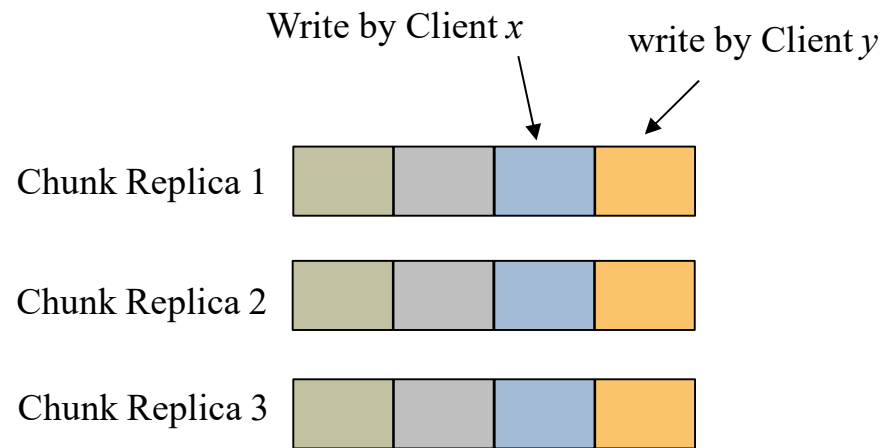 Write by Client x
write by Client y
Chunk Replica 1
Chunk Replica 2
Chunk Replica 3